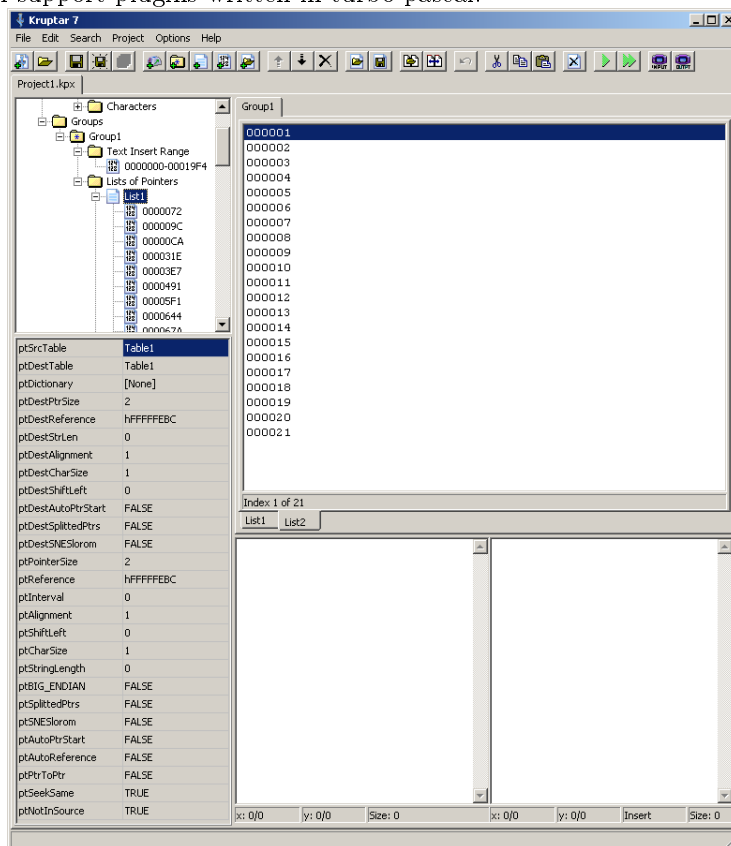 support plugins written in turbo pascal.
Kruptar 7
File Edit Search Project Options Help
Project1.kpx
Characters
Groups
Group1
Text Insert Range
0000000-00019F4
Lists of Pointers
List1
0000072
000009C
00000CA
000031E
00003E7
0000491
00005F1
0000644
000067A
ptSrcTable Table1
ptDestTable Table1
ptDictionary [None]
ptDestPtrSize 2
ptDestReference hFFFFFEBC
ptDestStrLen 0
ptDestAlignment 1
ptDestCharSize 1
ptDestShiftLeft 0
ptDestAutoPtrStart FALSE
ptDestSplittedPtrs FALSE
ptDestSNESlorom FALSE
ptPointerSize 2
ptReference hFFFFFEBC
ptInterval 0
ptAlignment 1
ptShiftLeft 0
ptCharSize 1
ptStringLength 0
ptBIG_ENDIAN FALSE
ptSplittedPtrs FALSE
ptSNESlorom FALSE
ptAutoPtrStart FALSE
ptAutoReference FALSE
ptPtrToPtr FALSE
ptSeekSame TRUE
ptNotInSource TRUE
Group1
000001
000002
000003
000004
000005
000006
000007
000008
000009
000010
000011
000012
000013
000014
000015
000016
000017
000018
000019
000020
000021
Index 1 of 21
List1 List2
x: 0/0 y: 0/0 Size: 0
x: 0/0 y: 0/0 Insert Size: 0